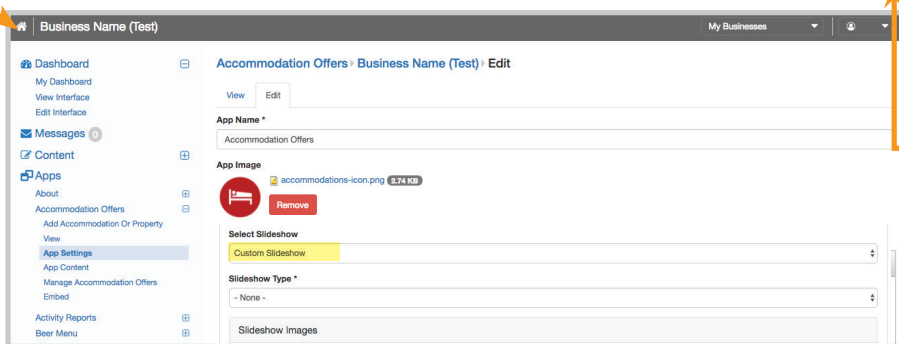 Business Name (Test)
My Businesses
Dashboard
My Dashboard
View Interface
Edit Interface
Messages 0
Content
Apps
About
Accommodation Offers
Add Accommodation Or Property
View
App Settings
App Content
Manage Accommodation Offers
Embed
Activity Reports
Beer Menu
Accommodation Offers Business Name (Test) Edit
View Edit
App Name *
Accommodation Offers
App Image
accommodations-icon.png 2.74 KB
Remove
Select Slideshow
Custom Slideshow
Slideshow Type *
- None -
Slideshow Images